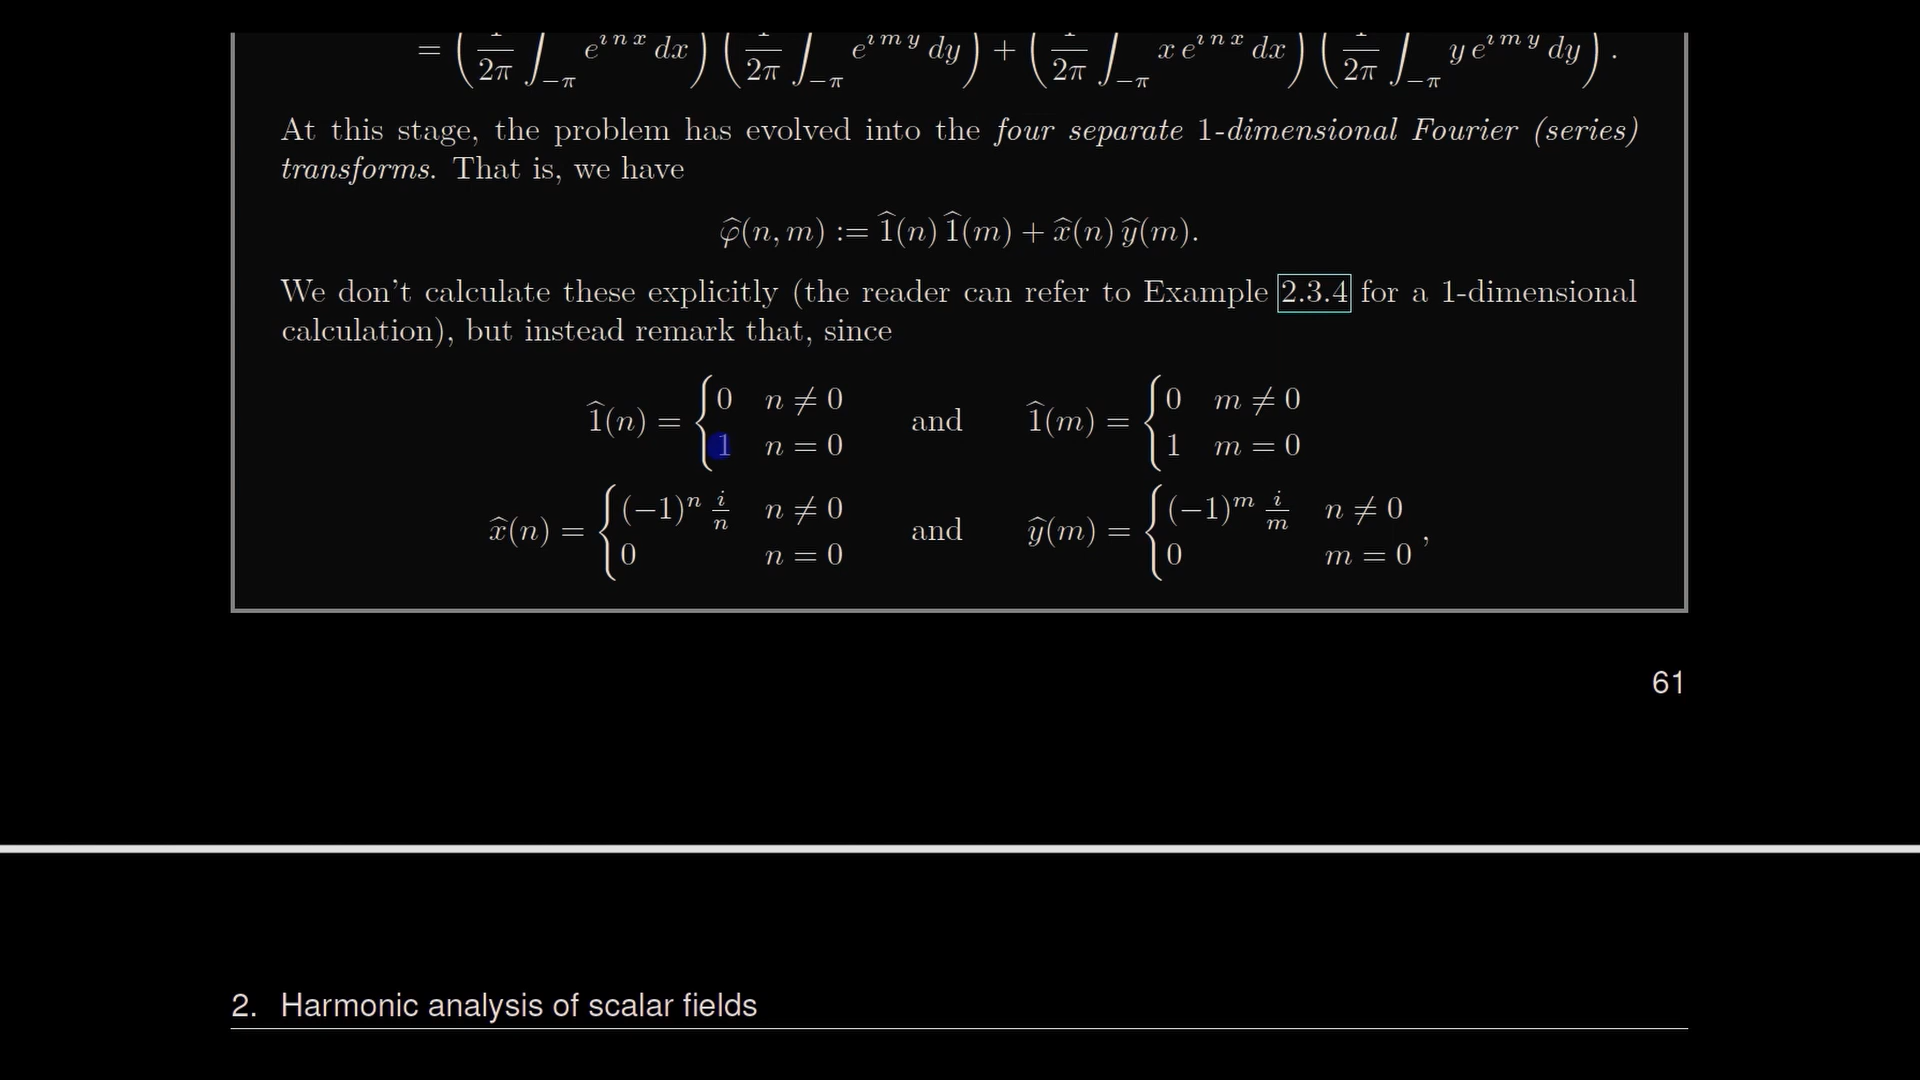 = ( 1/2π ∫_{−π} e^{inx} dx ) ( 1/2π ∫_{−π} e^{imy} dy ) + ( 1/2π ∫_{−π} x e^{inx} dx ) ( 1/2π ∫_{−π} y e^{imy} dy ) .
At this stage, the problem has evolved into the four separate 1-dimensional Fourier (series)
transforms. That is, we have
φ̂(n, m) := 1̂(n) 1̂(m) + x̂(n) ŷ(m).
We don't calculate these explicitly (the reader can refer to Example 2.3.4 for a 1-dimensional
calculation), but instead remark that, since
1̂(n) = { 0 n ≠ 0 1 n = 0 and 1̂(m) = { 0 m ≠ 0 1 m = 0
x̂(n) = { (−1)^n i/n n ≠ 0 0 n = 0 and ŷ(m) = { (−1)^m i/m n ≠ 0 0 m = 0 ,
61
2. Harmonic analysis of scalar fields